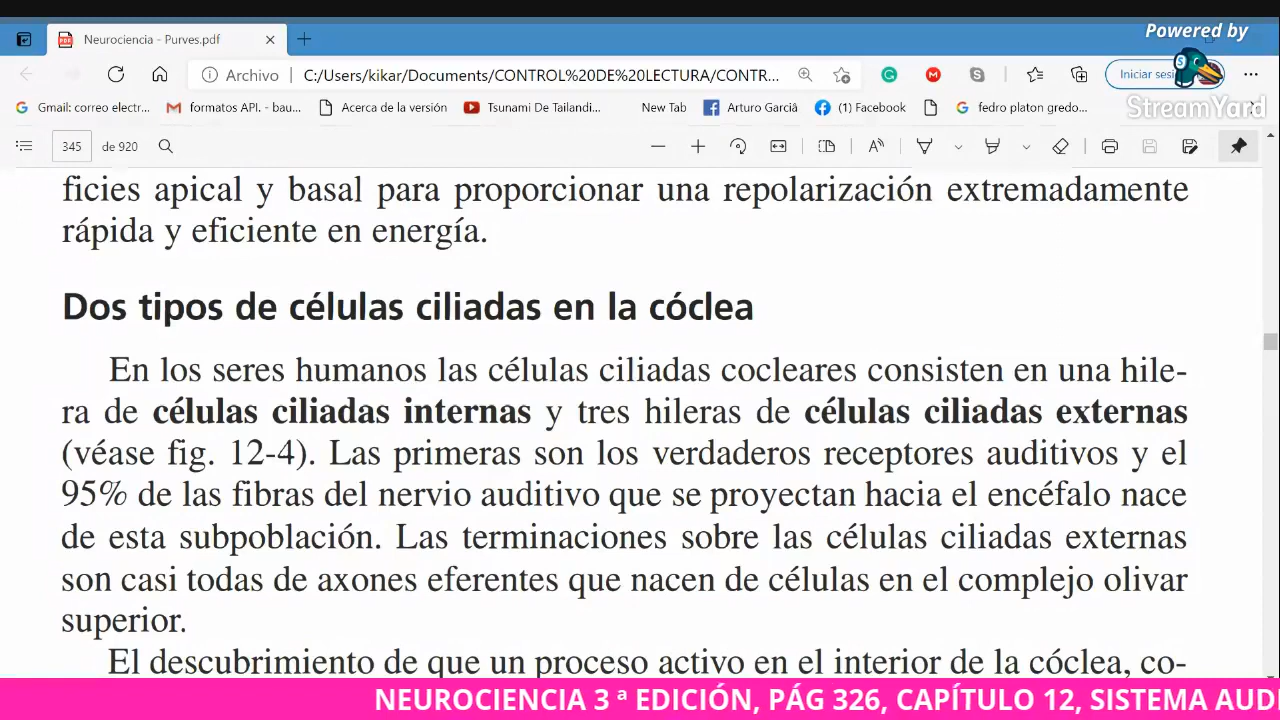 Powered by
Neurociencia - Purves.pdf
Archivo
C:/Users/kikar/Documents/CONTROL%20DE%20LECTURA/CONTR...
StreamYard
Gmail: correo electr...
formatos API. - bau...
Acerca de la versión
Tsunami De Tailandi...
New Tab
Arturo Garciâ
(1) Facebook
fedro platon gredo...
345
de 920
ficies apical y basal para proporcionar una repolarización extremadamente
rápida y eficiente en energía.
Dos tipos de células ciliadas en la cóclea
En los seres humanos las células ciliadas cocleares consisten en una hile-
ra de células ciliadas internas y tres hileras de células ciliadas externas
(véase fig. 12-4). Las primeras son los verdaderos receptores auditivos y el
95% de las fibras del nervio auditivo que se proyectan hacia el encéfalo nace
de esta subpoblación. Las terminaciones sobre las células ciliadas externas
son casi todas de axones eferentes que nacen de células en el complejo olivar
superior.
El descubrimiento de que un proceso activo en el interior de la cóclea, co-
NEUROCIENCIA 3 ª EDICIÓN, PÁG 326, CAPÍTULO 12, SISTEMA AUD